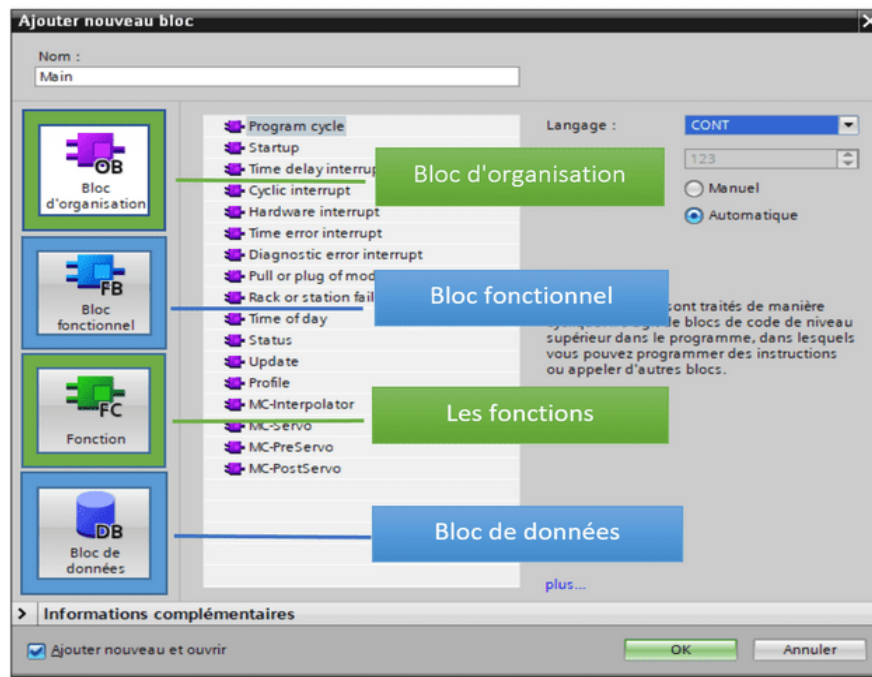 Ajouter nouveau bloc
Nom :
Main
OB
Bloc
d'organisation
FB
Bloc
fonctionnel
FC
Fonction
DB
Bloc de
données
Program cycle
Startup
Time delay
Cyclic interrupt
Hardware interrupt
Time error interrupt
Diagnostic error interrupt
Pull or plug of
Rack or station
Time of day
Status
Update
Profile
MC-Interpolator
MC-Servo
MC-PreServo
MC-PostServo
Bloc d'organisation
Bloc fonctionnel
Les fonctions
Bloc de données
Langage :
CONT
123
Manuel
Automatique
sont traités de manière
de blocs de code de niveau
supérieur dans le programme, dans lesquels
vous pouvez programmer des instructions
ou appeler d'autres blocs.
plus...
> Informations complémentaires
Ajouter nouveau et ouvrir
OK
Annuler